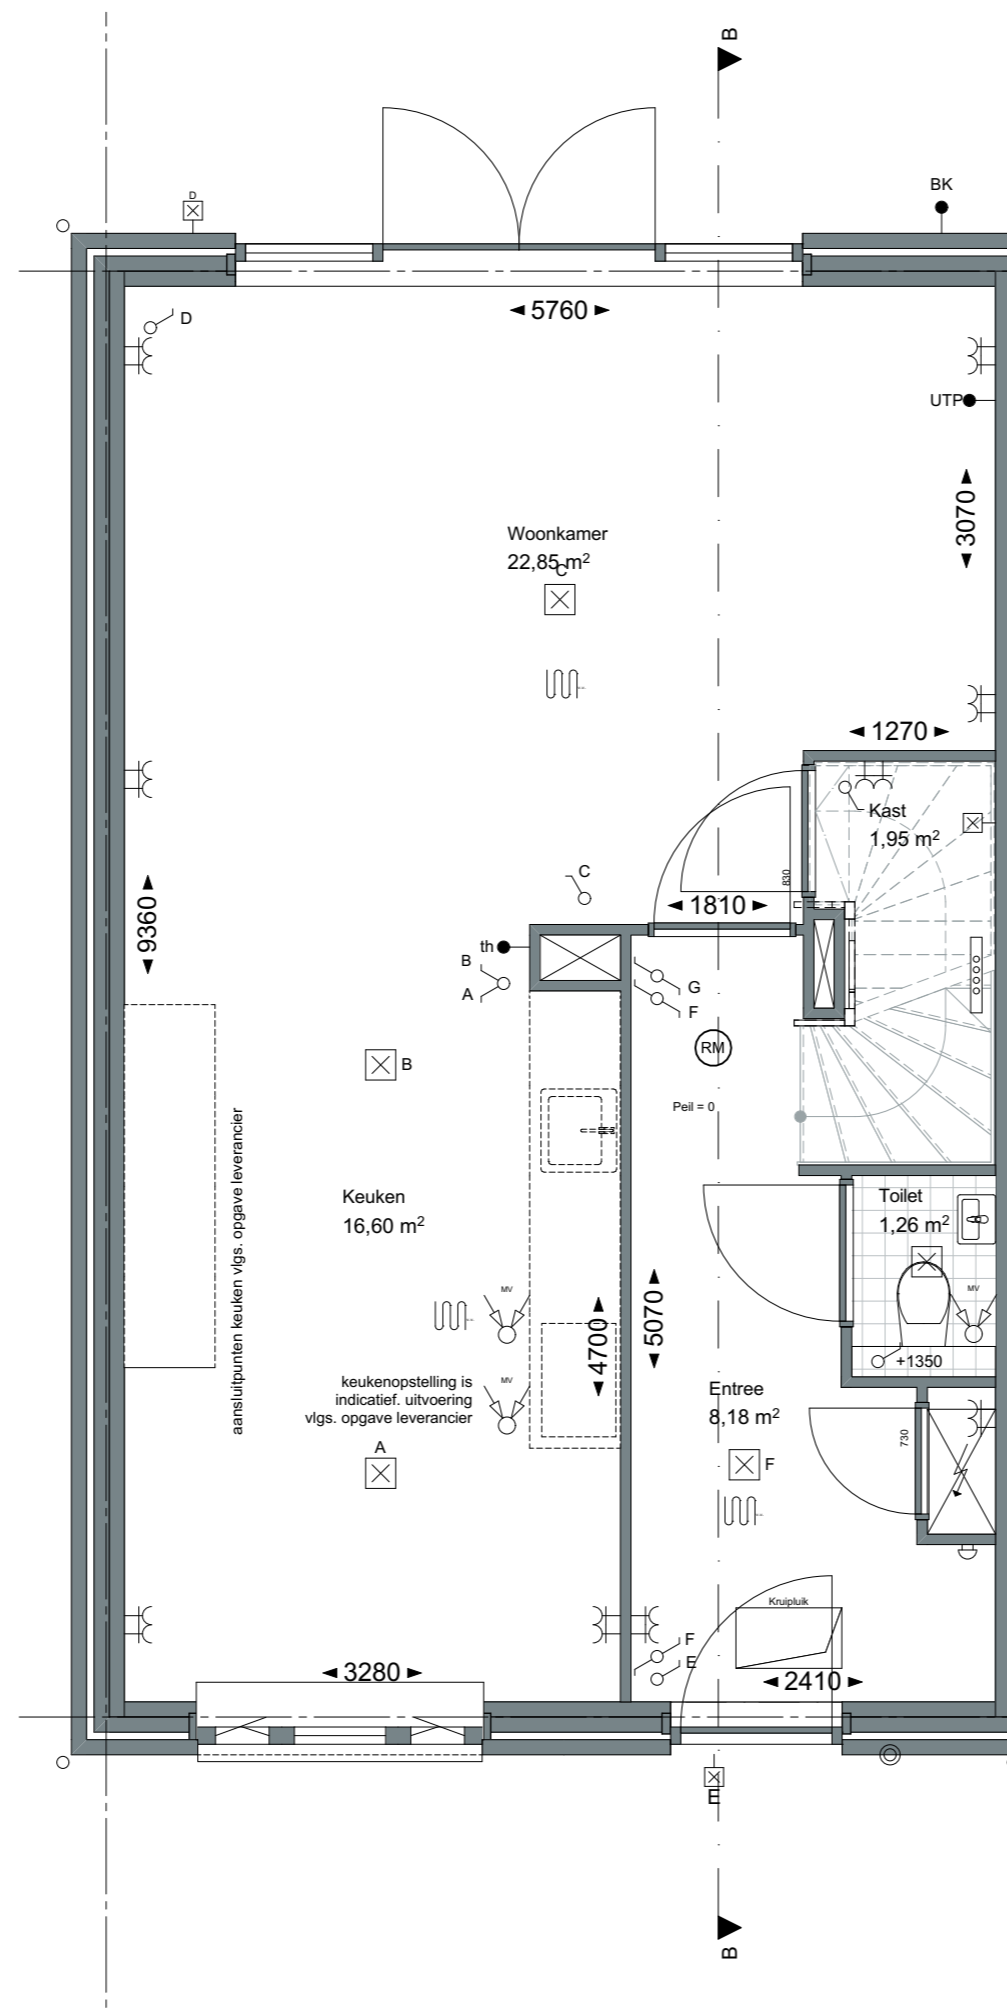 B
D
BK
5760
D
UTP
3070
Woonkamer
22,85 m²
C
1270
Kast
1,95 m²
830
C
1810
9360
th
B
A
G
F
RM
B
Peil = 0
aansluitpunten keuken vlgs. opgave leverancier
Keuken
16,60 m²
Toilet
1,26 m²
MV
MV
4700
5070
+1350
keukenopstelling is
indicatief. uitvoering
vlgs. opgave leverancier
MV
Entree
8,18 m²
730
A
F
Kruipluik
F
E
3280
2410
E
B